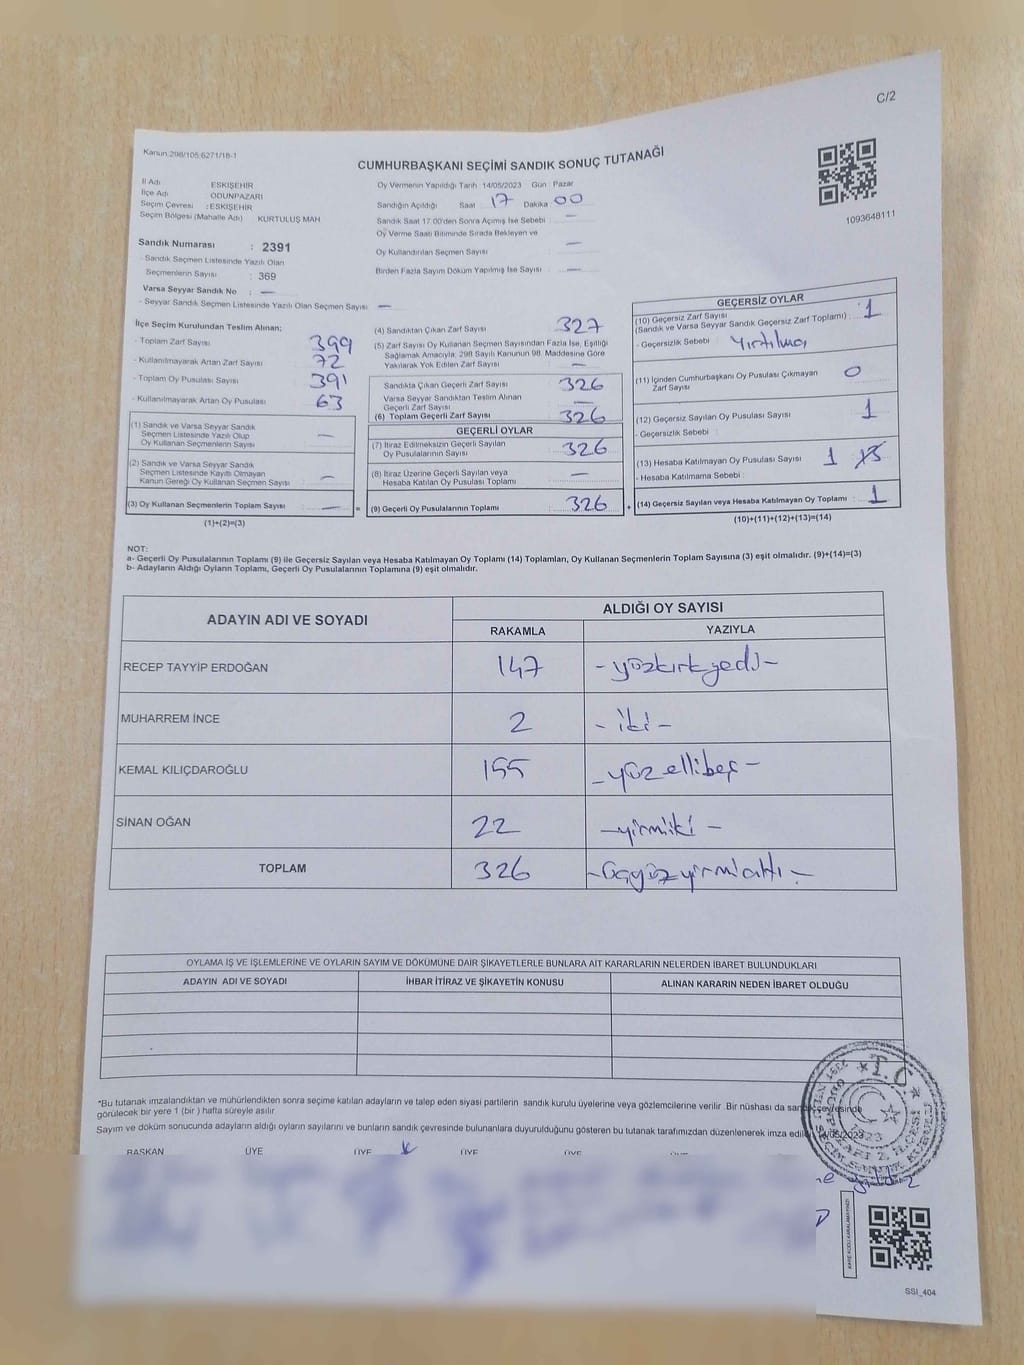 C/2
Kanun:298/105;6271/18-1
CUMHURBAŞKANI SEÇİMİ SANDIK SONUÇ TUTANAĞI
1093648111
İl Adı ESKİŞEHİR
İlçe Adı ODUNPAZARI
Seçim Çevresi : ESKİŞEHİR
Seçim Bölgesi (Mahalle Adı) KURTULUŞ MAH
Sandık Numarası : 2391
- Sandık Seçmen Listesinde Yazılı Olan
Seçmenlerin Sayısı : 369
Varsa Seyyar Sandık No : —
- Seyyar Sandık Seçmen Listesinde Yazılı Olan Seçmen Sayısı —
Oy Vermenin Yapıldığı Tarih : 14/05/2023 Gün : Pazar
Sandığın Açıldığı Saat 17 Dakika 00
Sandık Saat 17:00'den Sonra Açılmış İse Sebebi —
Oy Verme Saati Bitiminde Sırada Bekleyen ve
Oy Kullandırılan Seçmen Sayısı : —
Birden Fazla Sayım Döküm Yapılmış İse Sayısı : —
İlçe Seçim Kurulundan Teslim Alınan;
- Toplam Zarf Sayısı : 399
- Kullanılmayarak Artan Zarf Sayısı : 72
- Toplam Oy Pusulası Sayısı : 391
- Kullanılmayarak Artan Oy Pusulası : 63
(1) Sandık ve Varsa Seyyar Sandık
Seçmen Listesinde Yazılı Olup
Oy Kullanan Seçmenlerin Sayısı : —
(2) Sandık ve Varsa Seyyar Sandık
Seçmen Listesinde Kayıtlı Olmayan
Kanun Gereği Oy Kullanan Seçmen Sayısı : —
(3) Oy Kullanan Seçmenlerin Toplam Sayısı : —
(1)+(2)=(3)
(4) Sandıktan Çıkan Zarf Sayısı : 327
(5) Zarf Sayısı Oy Kullanan Seçmen Sayısından Fazla İse, Eşitliği
Sağlamak Amacıyla; 298 Sayılı Kanunun 98. Maddesine Göre
Yakılarak Yok Edilen Zarf Sayısı : —
Sandıkta Çıkan Geçerli Zarf Sayısı : 326
Varsa Seyyar Sandıktan Teslim Alınan
Geçerli Zarf Sayısı : —
(6) Toplam Geçerli Zarf Sayısı : 326
GEÇERLİ OYLAR
(7) İtiraz Edilmeksizin Geçerli Sayılan
Oy Pusulalarının Sayısı : 326
(8) İtiraz Üzerine Geçerli Sayılan veya
Hesaba Katılan Oy Pusulası Toplamı : —
= (9) Geçerli Oy Pusulalarının Toplamı : 326 +
GEÇERSİZ OYLAR
(10) Geçersiz Zarf Sayısı
(Sandık ve Varsa Seyyar Sandık Geçersiz Zarf Toplamı) : 1
- Geçersizlik Sebebi : Yırtılma
(11) İçinden Cumhurbaşkanı Oy Pusulası Çıkmayan
Zarf Sayısı : 0
(12) Geçersiz Sayılan Oy Pusulası Sayısı : 1
- Geçersizlik Sebebi :
(13) Hesaba Katılmayan Oy Pusulası Sayısı : 1
- Hesaba Katılmama Sebebi :
(14) Geçersiz Sayılan veya Hesaba Katılmayan Oy Toplamı : 1
(10)+(11)+(12)+(13)=(14)
NOT:
a- Geçerli Oy Pusulalarının Toplamı (9) ile Geçersiz Sayılan veya Hesaba Katılmayan Oy Toplamı (14) Toplamları, Oy Kullanan Seçmenlerin Toplam Sayısına (3) eşit olmalıdır. (9)+(14)=(3)
b- Adayların Aldığı Oyların Toplamı, Geçerli Oy Pusulalarının Toplamına (9) eşit olmalıdır.
ADAYIN ADI VE SOYADI ALDIĞI OY SAYISI
RAKAMLA YAZIYLA
RECEP TAYYİP ERDOĞAN 147 - yüzkırkyedi -
MUHARREM İNCE 2 - iki -
KEMAL KILIÇDAROĞLU 155 - yüzellibeş -
SİNAN OĞAN 22 - yirmiiki -
TOPLAM 326 - üçyüzyirmialtı -
OYLAMA İŞ VE İŞLEMLERİNE VE OYLARIN SAYIM VE DÖKÜMÜNE DAİR ŞİKAYETLERLE BUNLARA AİT KARARLARIN NELERDEN İBARET BULUNDUKLARI
ADAYIN ADI VE SOYADI İHBAR İTİRAZ VE ŞİKAYETİN KONUSU ALINAN KARARIN NEDEN İBARET OLDUĞU
*Bu tutanak imzalandıktan ve mühürlendikten sonra seçime katılan adayların ve talep eden siyasi partilerin sandık kurulu üyelerine veya gözlemcilerine verilir. Bir nüshası da sandık çevresinde
görülecek bir yere 1 (bir) hafta süreyle asılır.
Sayım ve döküm sonucunda adayların aldığı oyların sayılarını ve bunların sandık çevresinde bulunanlara duyurulduğunu gösteren bu tutanak tarafımızdan düzenlenerek imza edildi.
BAŞKAN ÜYE ÜYE ÜYE ÜYE
T.C.
SSİ_404